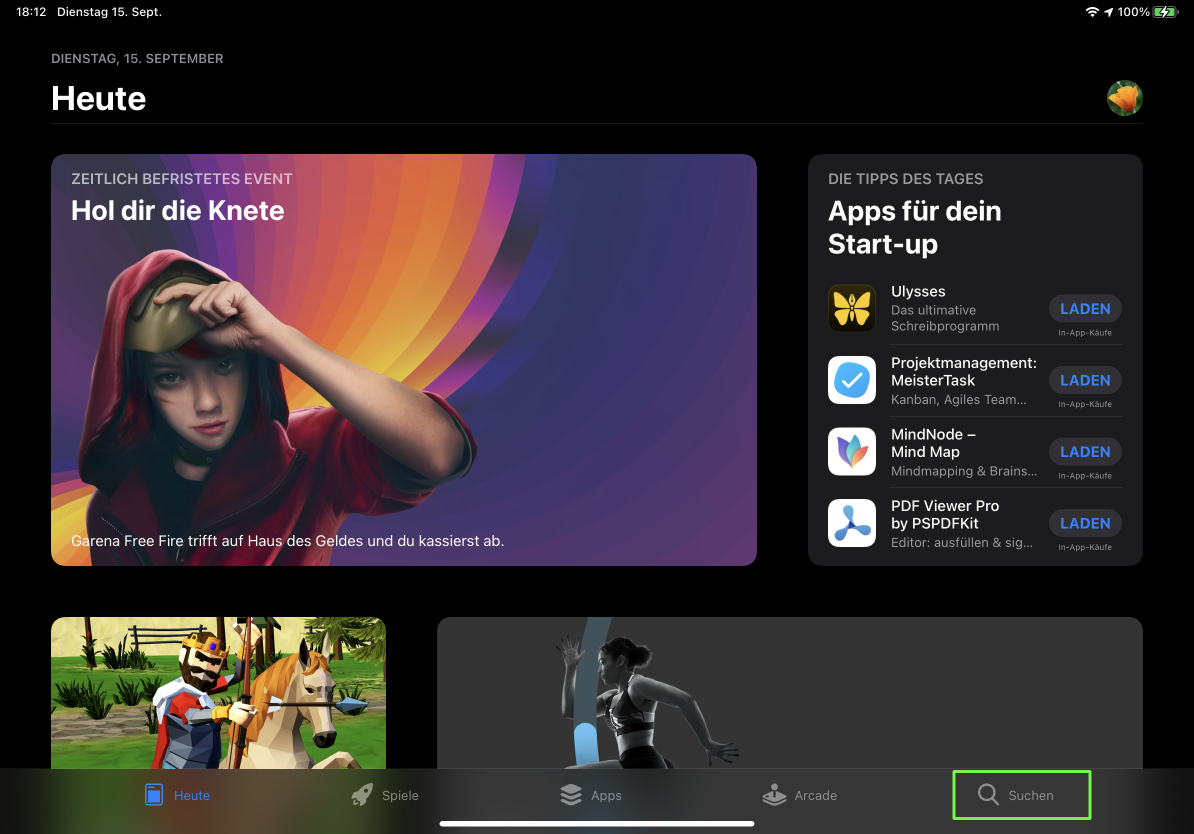 18:12 Dienstag 15. Sept.
100%
DIENSTAG, 15. SEPTEMBER
Heute
ZEITLICH BEFRISTETES EVENT
Hol dir die Knete
Garena Free Fire trifft auf Haus des Geldes und du kassierst ab.
DIE TIPPS DES TAGES
Apps für dein
Start-up
Ulysses
Das ultimative
Schreibprogramm
LADEN
In-App-Käufe
Projektmanagement:
MeisterTask
Kanban, Agiles Team...
LADEN
In-App-Käufe
MindNode –
Mind Map
Mindmapping & Brains...
LADEN
In-App-Käufe
PDF Viewer Pro
by PSPDFKit
Editor: ausfüllen & sig...
LADEN
In-App-Käufe
Heute
Spiele
Apps
Arcade
Suchen